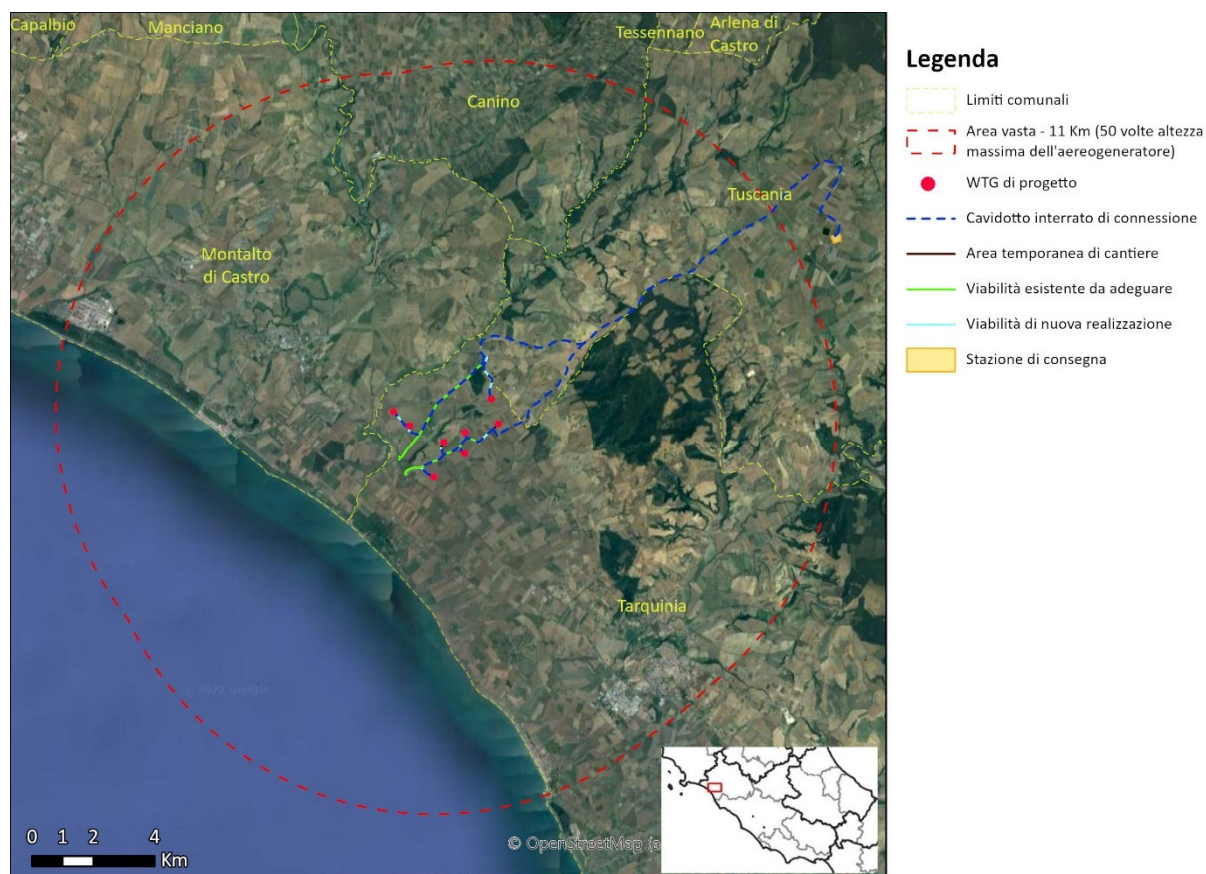 Capalbio
Manciano
Tessennano
Arlena di
Castro
Canino
Tuscania
Montalto
di Castro
Tarquinia
© 2022 Google
© OpenStreetMap (a
0 1 2 4
Km
Legenda
Limiti comunali
Area vasta - 11 Km (50 volte altezza
massima dell'aereogeneratore)
WTG di progetto
Cavidotto interrato di connessione
Area temporanea di cantiere
Viabilità esistente da adeguare
Viabilità di nuova realizzazione
Stazione di consegna